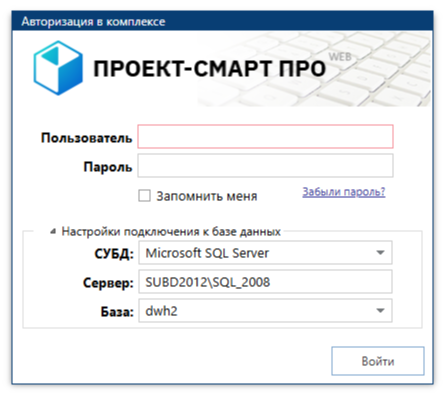 Авторизация в комплексе
ПРОЕКТ-СМАРТ ПРО WEB
Пользователь
Пароль
Запомнить меня Забыли пароль?
Настройки подключения к базе данных
СУБД: Microsoft SQL Server
Сервер: SUBD2012\SQL_2008
База: dwh2
Войти